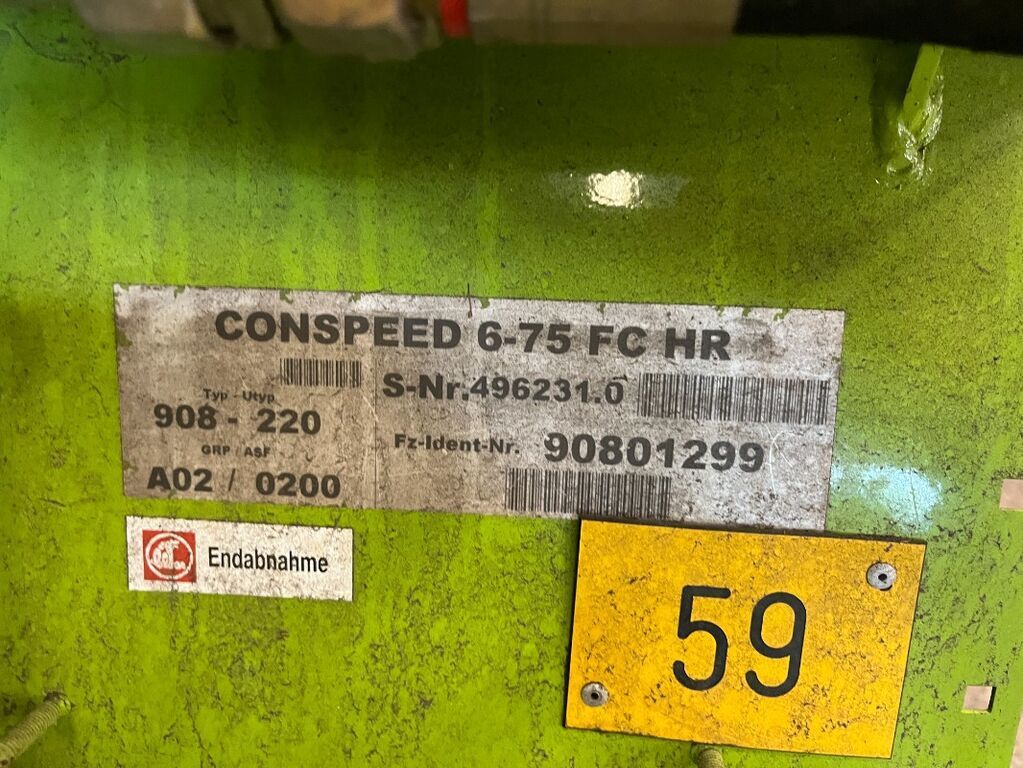 CONSPEED 6-75 FC HR
Typ - Utyp
908 - 220
S-Nr.496231.0
GRP / ASF
A02 / 0200
Fz-Ident-Nr. 90801299
Endabnahme
59